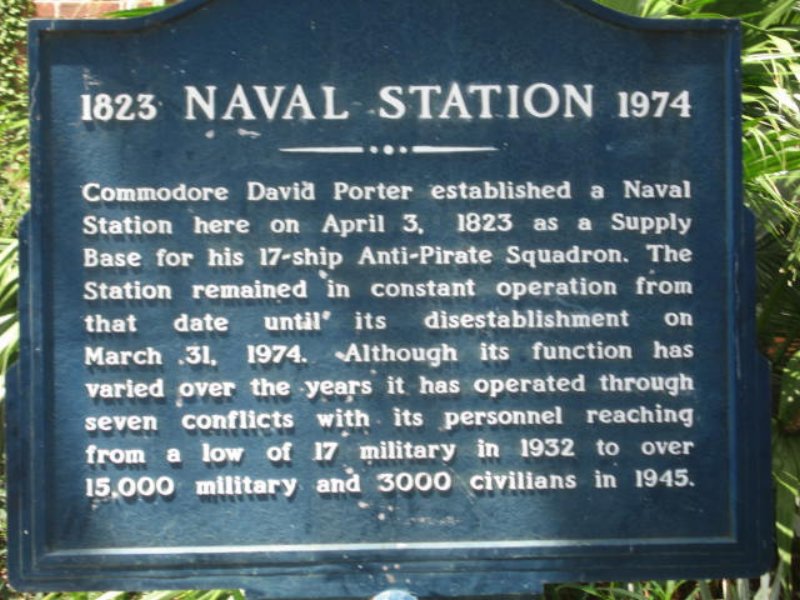 1823 NAVAL STATION 1974
Commodore David Porter established a Naval
Station here on April 3, 1823 as a Supply
Base for his 17-ship Anti-Pirate Squadron. The
Station remained in constant operation from
that date until its disestablishment on
March 31, 1974. Although its function has
varied over the years it has operated through
seven conflicts with its personnel reaching
from a low of 17 military in 1932 to over
15,000 military and 3000 civilians in 1945.